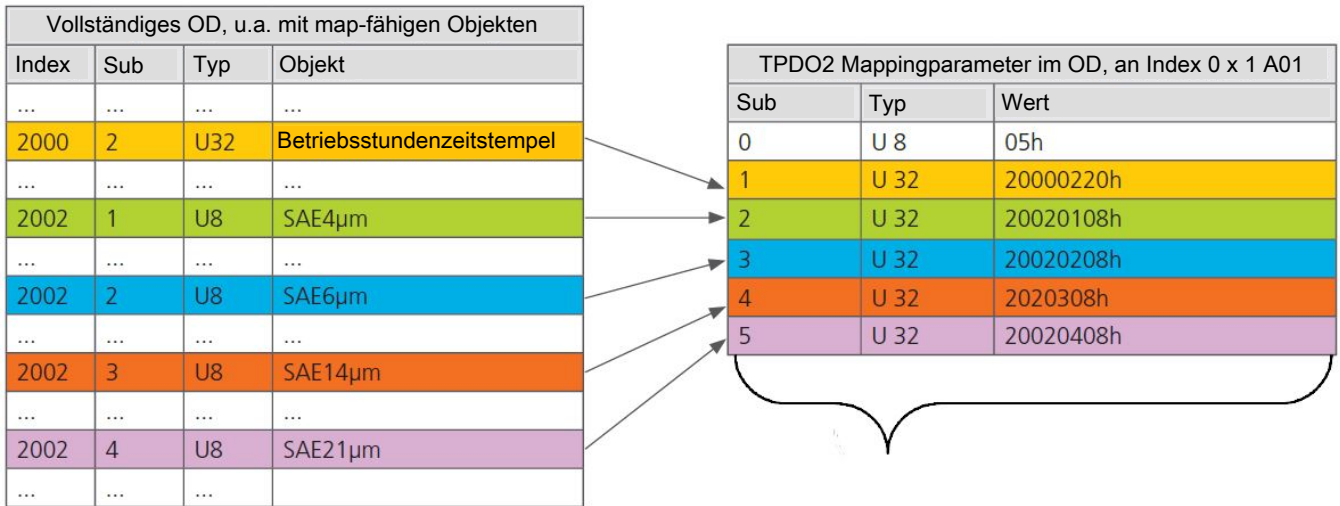 Vollständiges OD, u.a. mit map-fähigen Objekten
Index Sub Typ Objekt
... ... ... ...
2000 2 U32 Betriebsstundenzeitstempel
... ... ... ...
2002 1 U8 SAE4µm
... ... ... ...
2002 2 U8 SAE6µm
... ... ... ...
2002 3 U8 SAE14µm
... ... ... ...
2002 4 U8 SAE21µm
... ... ...
TPDO2 Mappingparameter im OD, an Index 0 x 1 A01
Sub Typ Wert
0 U 8 05h
1 U 32 20000220h
2 U 32 20020108h
3 U 32 20020208h
4 U 32 2020308h
5 U 32 20020408h